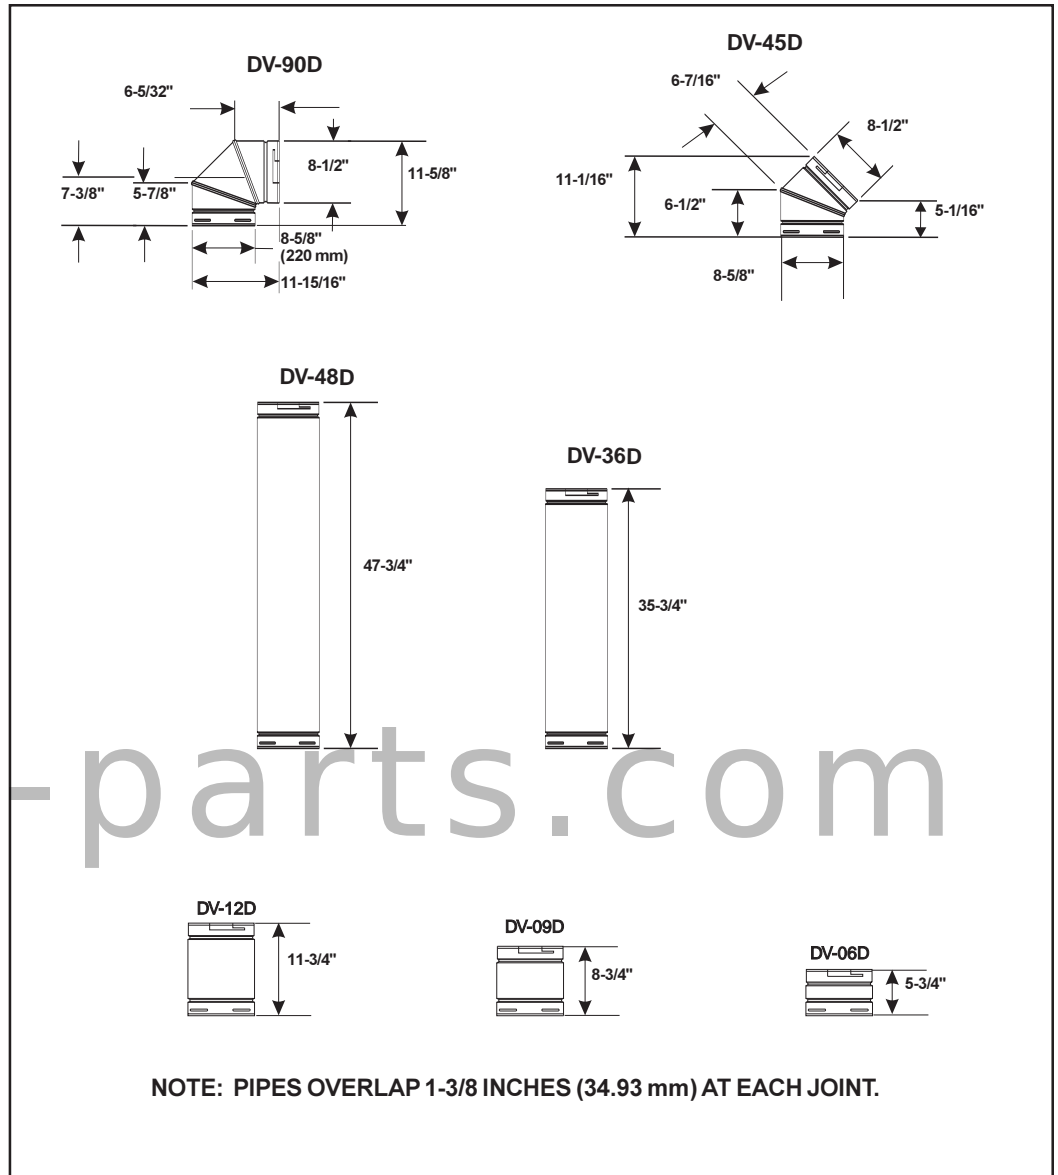 DV-90D
6-5/32"
8-1/2"
11-5/8"
7-3/8"
5-7/8"
8-5/8"
(220 mm)
11-15/16"
DV-45D
6-7/16"
8-1/2"
11-1/16"
6-1/2"
5-1/16"
8-5/8"
DV-48D
47-3/4"
DV-36D
35-3/4"
-parts.com
DV-12D
11-3/4"
DV-09D
8-3/4"
DV-06D
5-3/4"
NOTE: PIPES OVERLAP 1-3/8 INCHES (34.93 mm) AT EACH JOINT.